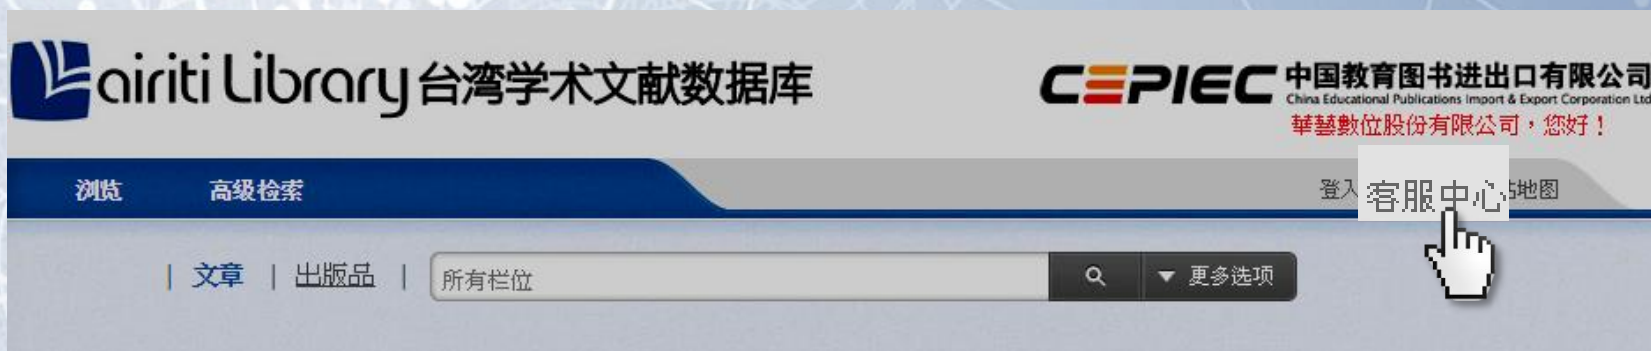 airiti Library 台湾学术文献数据库
CEPIEC 中国教育图书进出口有限公司
China Educational Publications Import & Export Corporation Ltd
華藝數位股份有限公司，您好！
浏览 高级检索 登入 客服中心 地图
| 文章 | 出版品 | 所有栏位 ▼ 更多选项